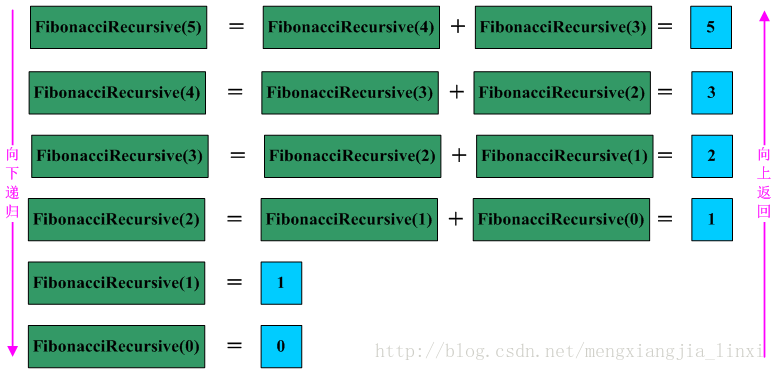 FibonacciRecursive(5) = FibonacciRecursive(4) + FibonacciRecursive(3) = 5
FibonacciRecursive(4) = FibonacciRecursive(3) + FibonacciRecursive(2) = 3
FibonacciRecursive(3) = FibonacciRecursive(2) + FibonacciRecursive(1) = 2
FibonacciRecursive(2) = FibonacciRecursive(1) + FibonacciRecursive(0) = 1
FibonacciRecursive(1) = 1
FibonacciRecursive(0) = 0
向下递归
向上返回
http://blog.csdn.net/mengxiangjia_linxi